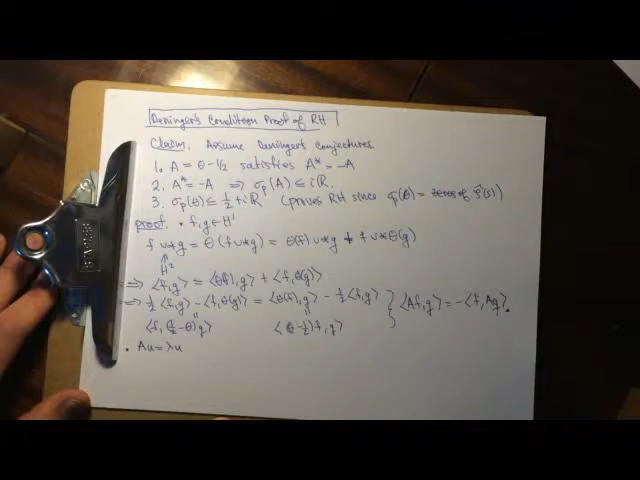 Deninger's Condition Proof of RH
Claim. Assume Deninger's conjectures
1. A = θ - 1/2 satisfies A* = -A
2. A* = -A ⟹ σp(A) ⊆ iℝ.
3. σp(θ) ⊆ 1/2 + iℝ (proves RH since σp(θ) = zeros of ξ̂(s))
proof. • f, g ∈ H¹
f ∪ *g = θ(f ∪ *g) = θ(f) ∪ *g + f ∪ *θ(g)
↑
H²
⟹ ⟨f,g⟩ = ⟨θ(f),g⟩ + ⟨f,θ(g)⟩
⟹ ½⟨f,g⟩ - ⟨f,θ(g)⟩ = ⟨θ(f),g⟩ - ½⟨f,g⟩ } ⟨Af,g⟩ = -⟨f,Ag⟩.
⟨f,(½-θ)g⟩ ⟨(θ-½)f,g⟩
• Au = λu